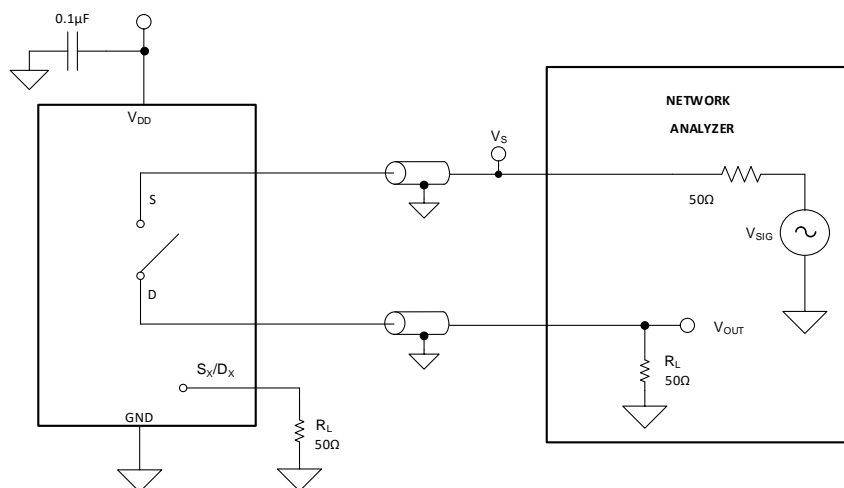 0.1µF
V_DD
NETWORK
ANALYZER
V_S
S
50Ω
V_SIG
D
V_OUT
S_X/D_X
R_L
50Ω
GND
R_L
50Ω